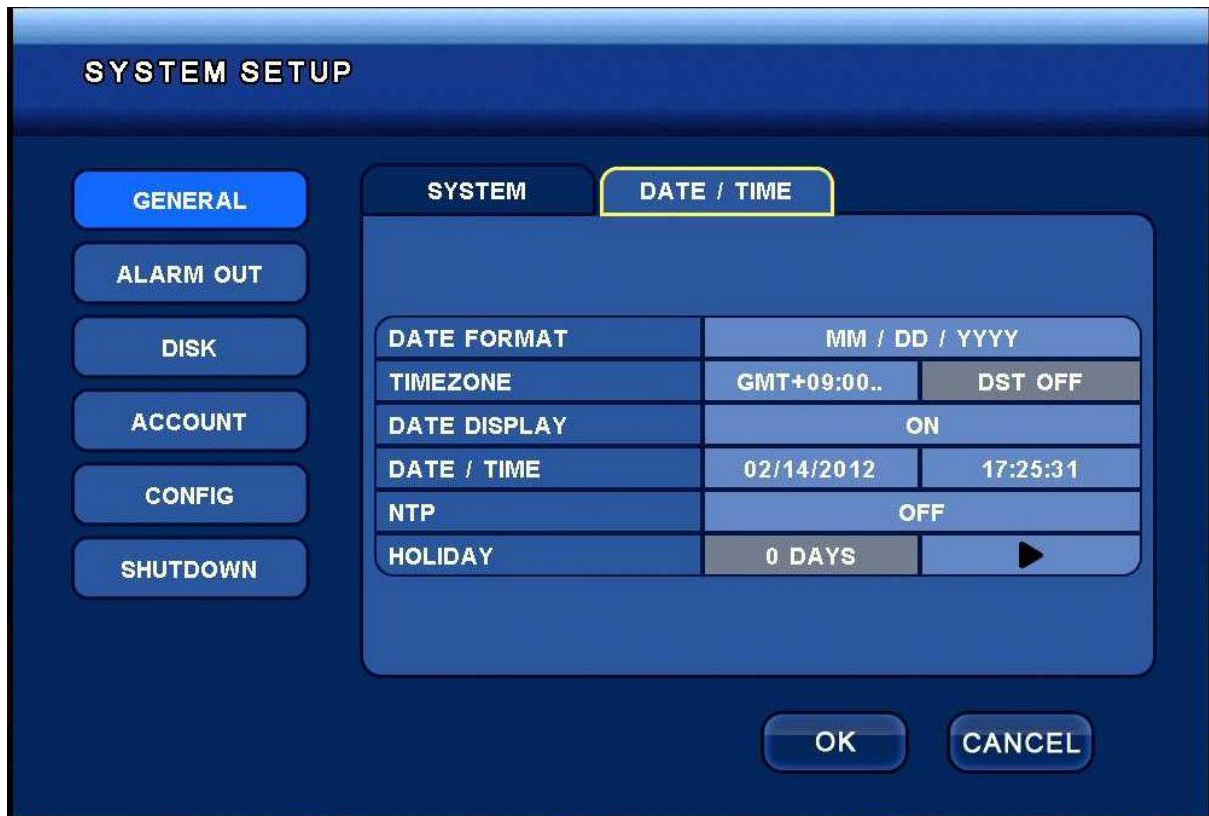 SYSTEM SETUP
GENERAL
ALARM OUT
DISK
ACCOUNT
CONFIG
SHUTDOWN
SYSTEM DATE / TIME
DATE FORMAT MM / DD / YYYY
TIMEZONE GMT+09:00.. DST OFF
DATE DISPLAY ON
DATE / TIME 02/14/2012 17:25:31
NTP OFF
HOLIDAY 0 DAYS
OK CANCEL